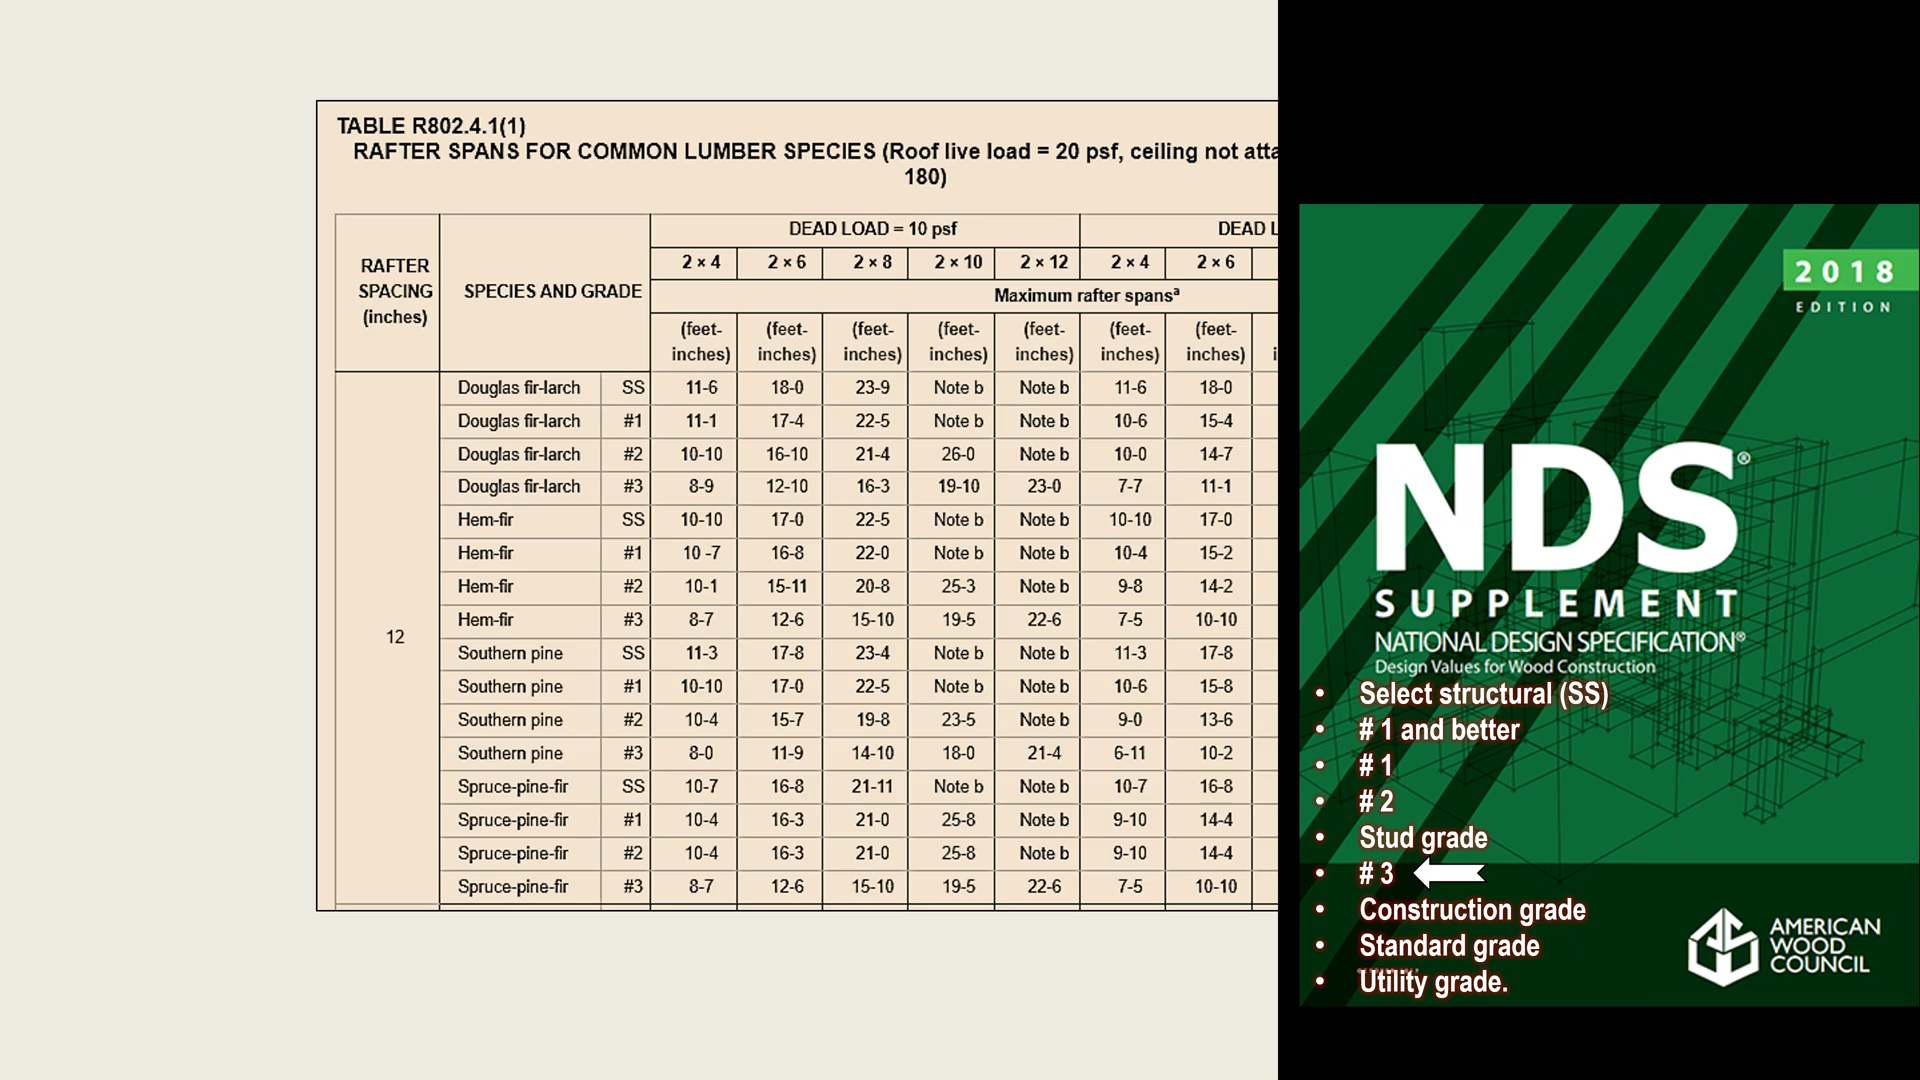 TABLE R802.4.1(1)
RAFTER SPANS FOR COMMON LUMBER SPECIES (Roof live load = 20 psf, ceiling not atta
180)
RAFTER SPACING (inches) SPECIES AND GRADE DEAD LOAD = 10 psf DEAD L
2 × 4 2 × 6 2 × 8 2 × 10 2 × 12 2 × 4 2 × 6
Maximum rafter spansª
(feet- (feet- (feet- (feet- (feet- (feet- (feet-
inches) inches) inches) inches) inches) inches) inches) i
12
Douglas fir-larch SS 11-6 18-0 23-9 Note b Note b 11-6 18-0
Douglas fir-larch #1 11-1 17-4 22-5 Note b Note b 10-6 15-4
Douglas fir-larch #2 10-10 16-10 21-4 26-0 Note b 10-0 14-7
Douglas fir-larch #3 8-9 12-10 16-3 19-10 23-0 7-7 11-1
Hem-fir SS 10-10 17-0 22-5 Note b Note b 10-10 17-0
Hem-fir #1 10 -7 16-8 22-0 Note b Note b 10-4 15-2
Hem-fir #2 10-1 15-11 20-8 25-3 Note b 9-8 14-2
Hem-fir #3 8-7 12-6 15-10 19-5 22-6 7-5 10-10
Southern pine SS 11-3 17-8 23-4 Note b Note b 11-3 17-8
Southern pine #1 10-10 17-0 22-5 Note b Note b 10-6 15-8
Southern pine #2 10-4 15-7 19-8 23-5 Note b 9-0 13-6
Southern pine #3 8-0 11-9 14-10 18-0 21-4 6-11 10-2
Spruce-pine-fir SS 10-7 16-8 21-11 Note b Note b 10-7 16-8
Spruce-pine-fir #1 10-4 16-3 21-0 25-8 Note b 9-10 14-4
Spruce-pine-fir #2 10-4 16-3 21-0 25-8 Note b 9-10 14-4
Spruce-pine-fir #3 8-7 12-6 15-10 19-5 22-6 7-5 10-10
2018
EDITION
NDS®
SUPPLEMENT
NATIONAL DESIGN SPECIFICATION®
Design Values for Wood Construction
• Select structural (SS)
• # 1 and better
• # 1
• # 2
• Stud grade
• # 3
• Construction grade
• Standard grade
• Utility grade.
AMERICAN
WOOD
COUNCIL